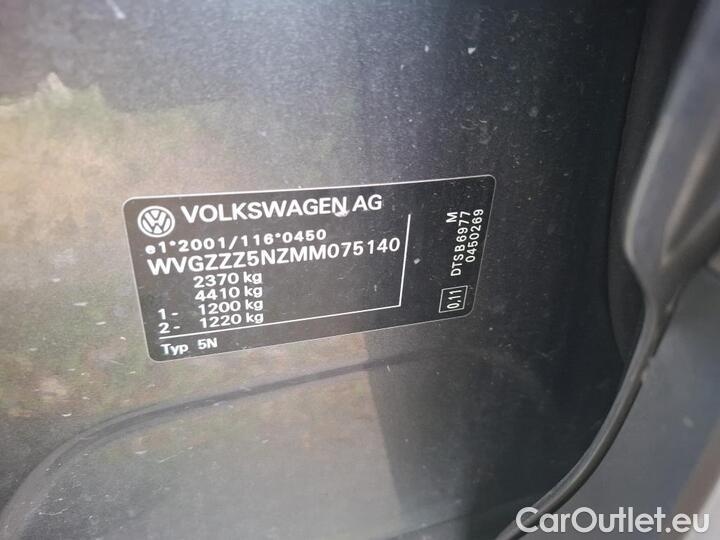 VOLKSWAGEN AG
e1*2001/116*0450
WVGZZZ5NZMM075140
2370 kg
4410 kg
1- 1200 kg
2- 1220 kg
Typ 5N
0,11
DTSB6977 M
0450269
CarOutlet.eu